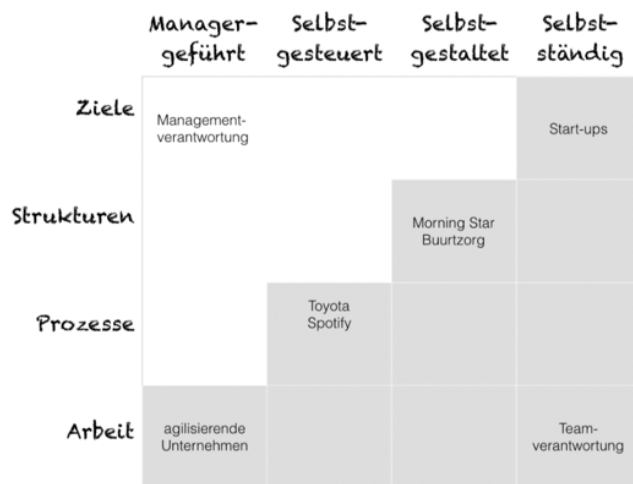 Manager-
geführt
Selbst-
gesteuert
Selbst-
gestaltet
Selbst-
ständig
Ziele
Management-
verantwortung
Start-ups
Strukturen
Morning Star
Buurtzorg
Prozesse
Toyota
Spotify
Arbeit
agilisierende
Unternehmen
Team-
verantwortung